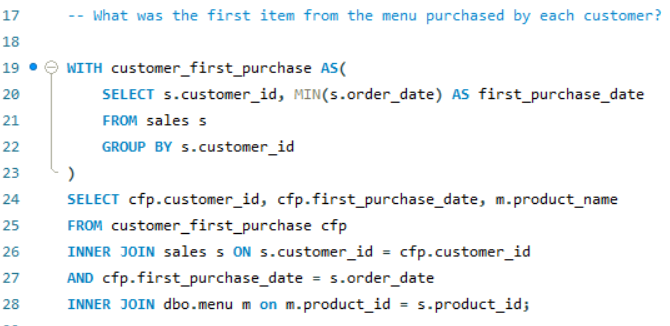 17 -- What was the first item from the menu purchased by each customer?
18
19 WITH customer_first_purchase AS(
20 SELECT s.customer_id, MIN(s.order_date) AS first_purchase_date
21 FROM sales s
22 GROUP BY s.customer_id
23 )
24 SELECT cfp.customer_id, cfp.first_purchase_date, m.product_name
25 FROM customer_first_purchase cfp
26 INNER JOIN sales s ON s.customer_id = cfp.customer_id
27 AND cfp.first_purchase_date = s.order_date
28 INNER JOIN dbo.menu m on m.product_id = s.product_id;